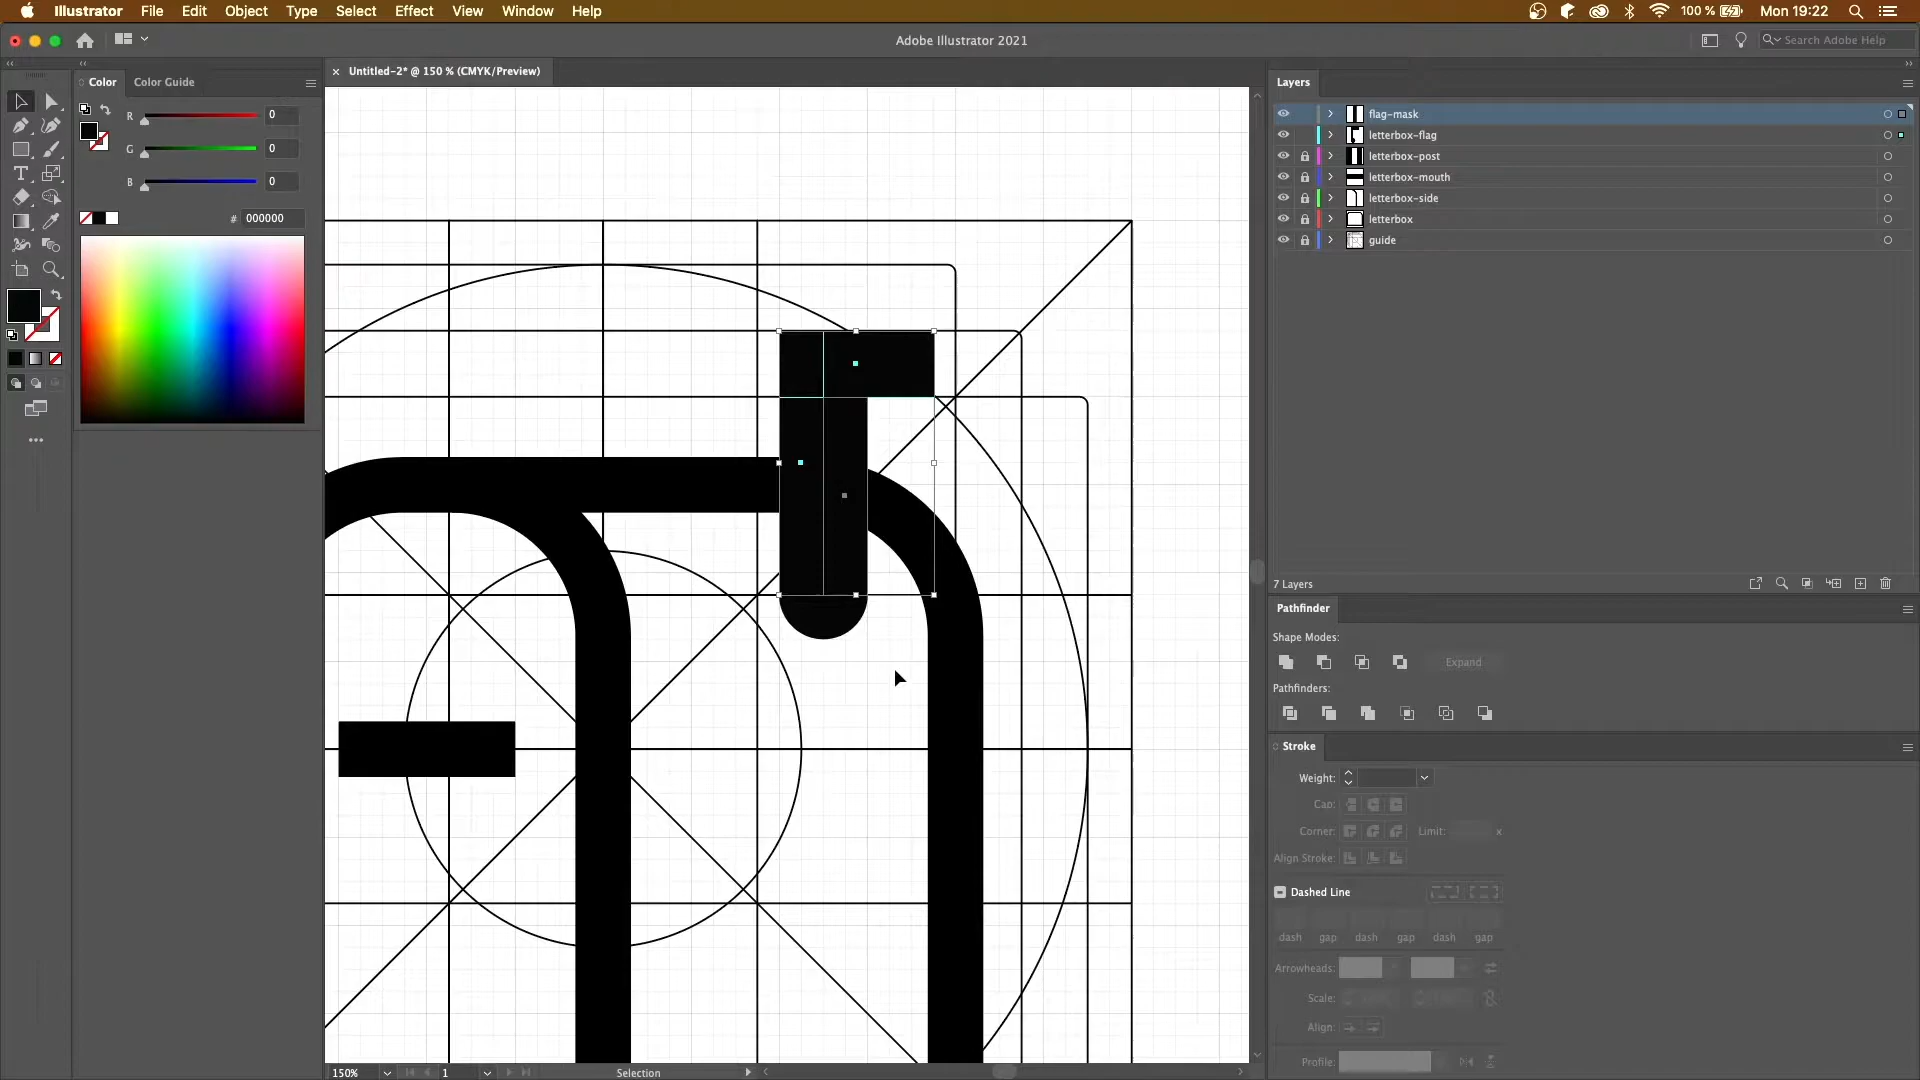 Illustrator File Edit Object Type Select Effect View Window Help
100 % Mon 19:22
Adobe Illustrator 2021
Search Adobe Help
Color Color Guide
× Untitled-2* @ 150 % (CMYK/Preview)
Layers
R 0
G 0
B 0
# 000000
flag-mask
letterbox-flag
letterbox-post
letterbox-mouth
letterbox-side
letterbox
guide
7 Layers
Pathfinder
Shape Modes:
Expand
Pathfinders:
Stroke
Weight:
Cap:
Corner: Limit: x
Align Stroke:
Dashed Line
dash gap dash gap dash gap
Arrowheads:
Scale:
Align:
Profile:
150% 1 Selection